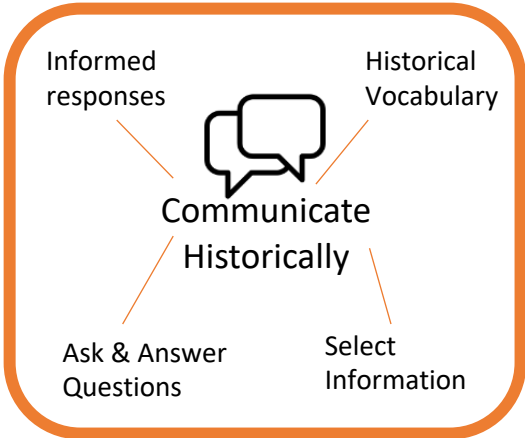 Informed
responses
Historical
Vocabulary
Communicate
Historically
Ask & Answer
Questions
Select
Information